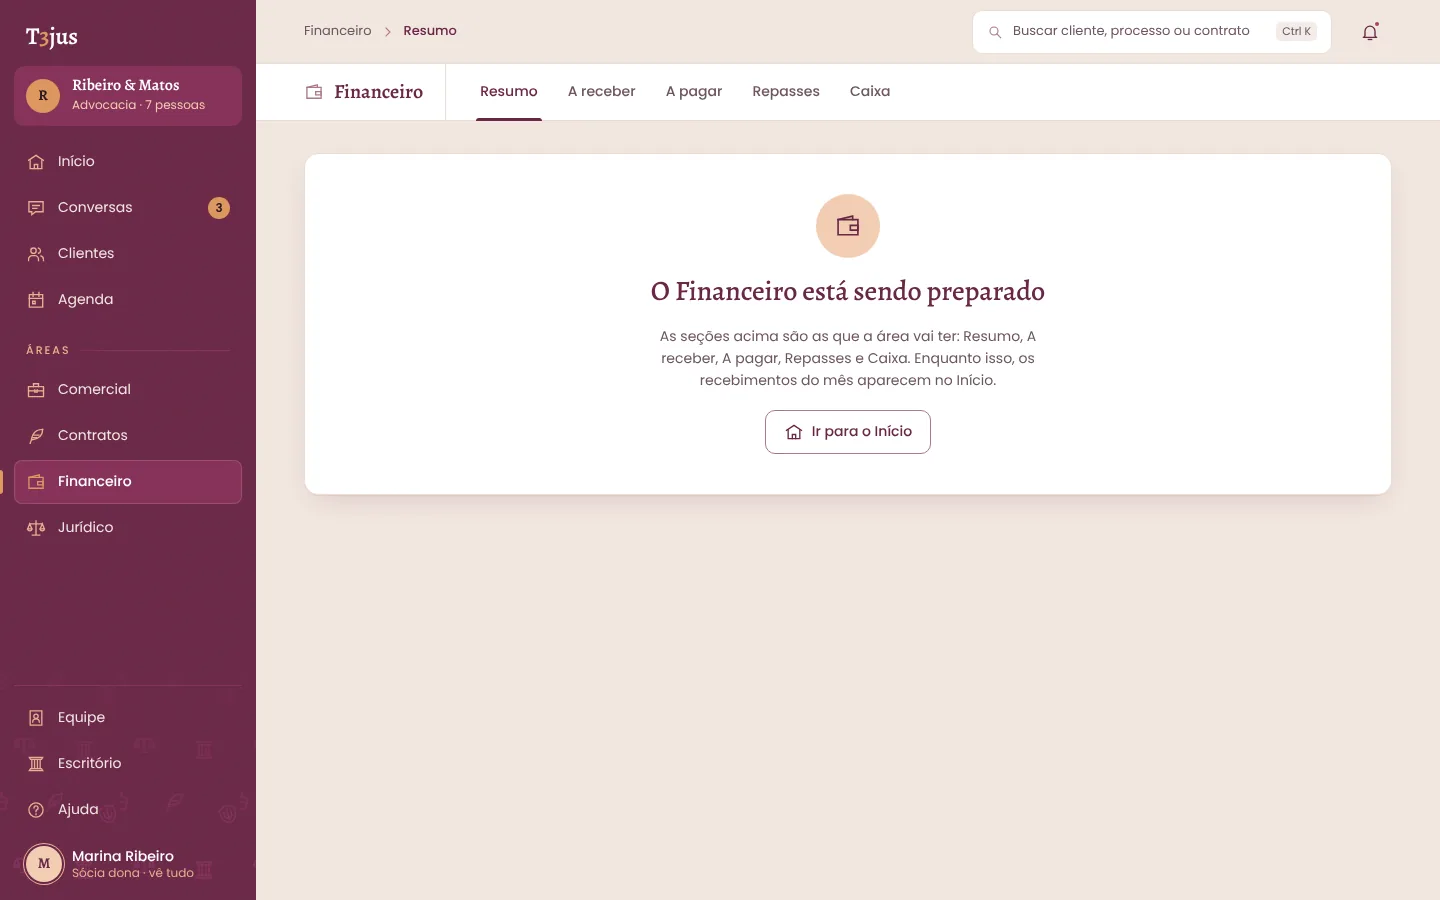 T3jus
R
Ribeiro & Matos
Advocacia · 7 pessoas
Início
Conversas
3
Clientes
Agenda
ÁREAS
Comercial
Contratos
Financeiro
Jurídico
Equipe
Escritório
Ajuda
M
Marina Ribeiro
Sócia dona · vê tudo
Financeiro
Resumo
Buscar cliente, processo ou contrato
Ctrl K
Financeiro
Resumo
A receber
A pagar
Repasses
Caixa
O Financeiro está sendo preparado
As seções acima são as que a área vai ter: Resumo, A
receber, A pagar, Repasses e Caixa. Enquanto isso, os
recebimentos do mês aparecem no Início.
Ir para o Início